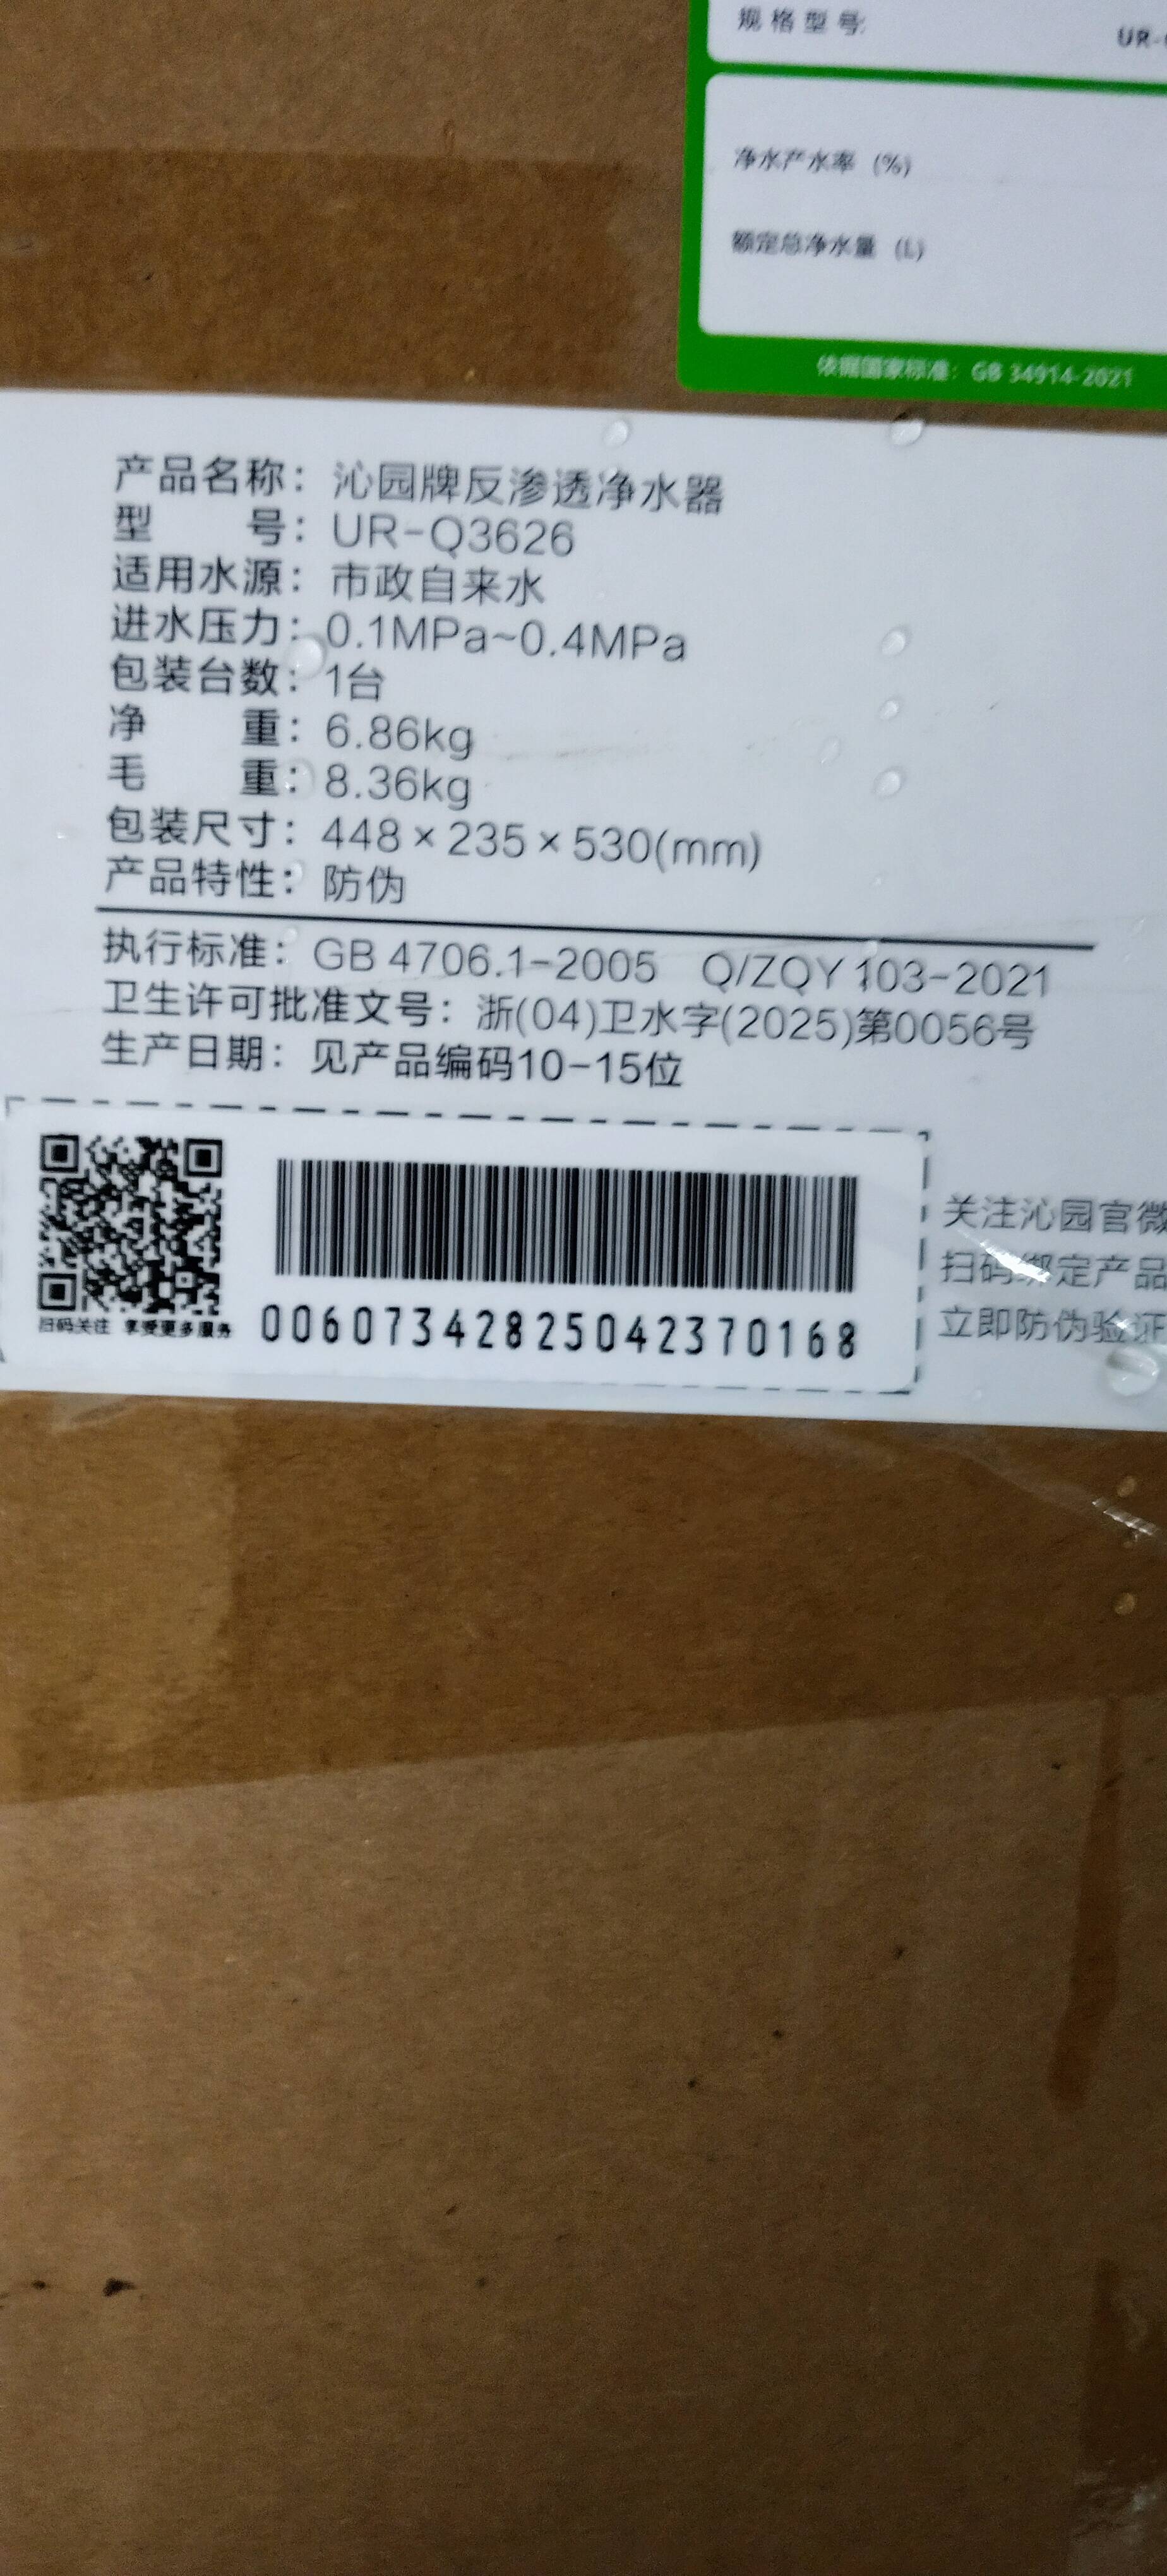 规格型号:
UR-
净水产水率 (%)
额定总净水量 (L)
依据国家标准：GB 34914-2021
产品名称：沁园牌反渗透净水器
型 号：UR-Q3626
适用水源：市政自来水
进水压力：0.1MPa~0.4MPa
包装台数：1台
净 重：6.86kg
毛 重：8.36kg
包装尺寸：448×235×530(mm)
产品特性：防伪
执行标准：GB 4706.1-2005 Q/ZQY 103-2021
卫生许可批准文号：浙(04)卫水字(2025)第0056号
生产日期：见产品编码10-15位
扫码关注 享受更多服务
00607342825042370168
关注沁园官微
扫码绑定产品
立即防伪验证